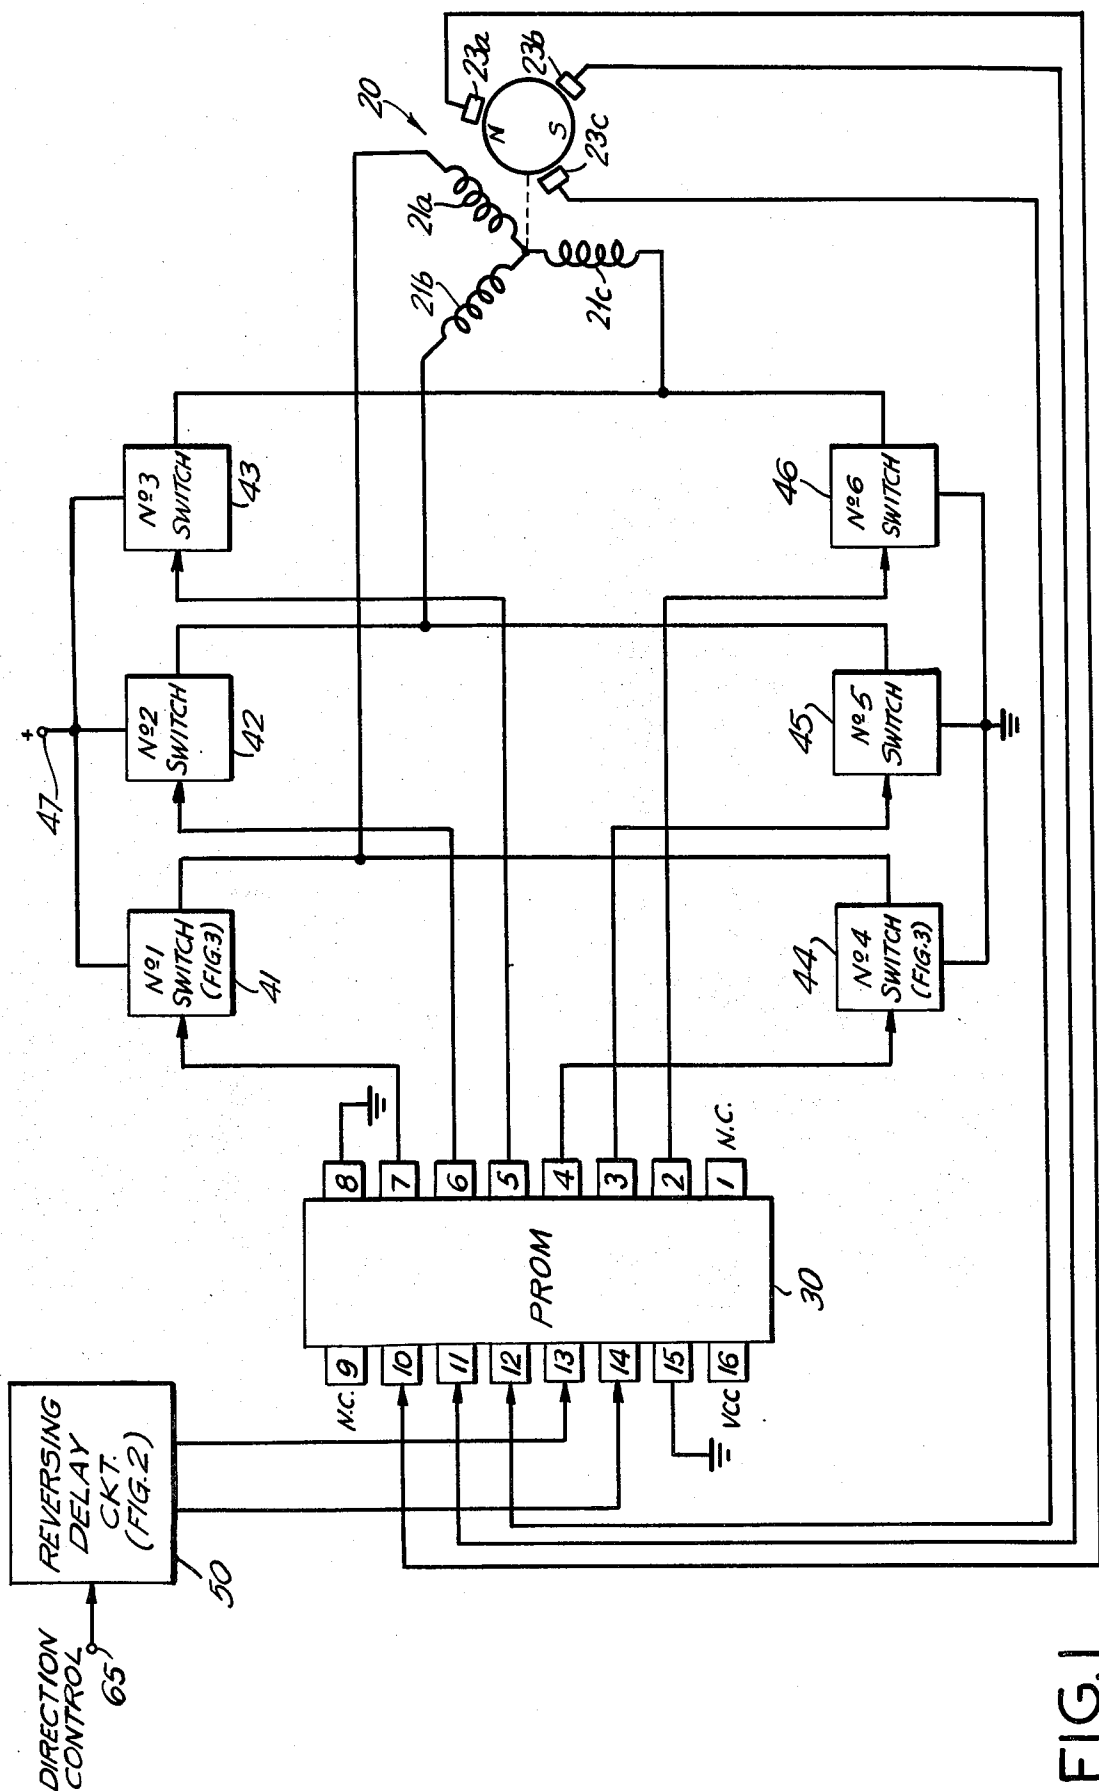 DIRECTION
CONTROL
65
REVERSING
DELAY
CKT.
(FIG.2)
50
N.C.
9
10
11
12
13
14
15
16
VCC
PROM
30
8
7
6
5
4
3
2
1
N.C.
47
+
Nº1
SWITCH
(FIG.3)
41
Nº2
SWITCH
42
Nº3
SWITCH
43
Nº4
SWITCH
(FIG.3)
44
Nº5
SWITCH
45
Nº6
SWITCH
46
20
21a
21b
21c
N
S
23a
23b
23c
FIG.1